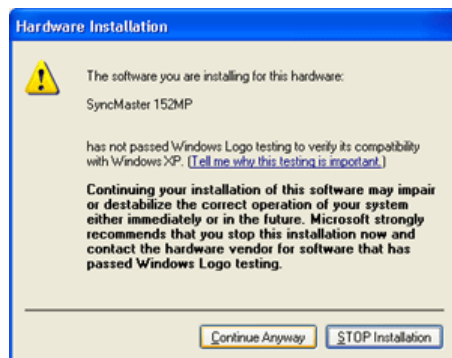 Hardware Installation
The software you are installing for this hardware:
SyncMaster 152MP
has not passed Windows Logo testing to verify its compatibility
with Windows XP. (Tell me why this testing is important.)
Continuing your installation of this software may impair
or destabilize the correct operation of your system
either immediately or in the future. Microsoft strongly
recommends that you stop this installation now and
contact the hardware vendor for software that has
passed Windows Logo testing.
Continue Anyway
STOP Installation